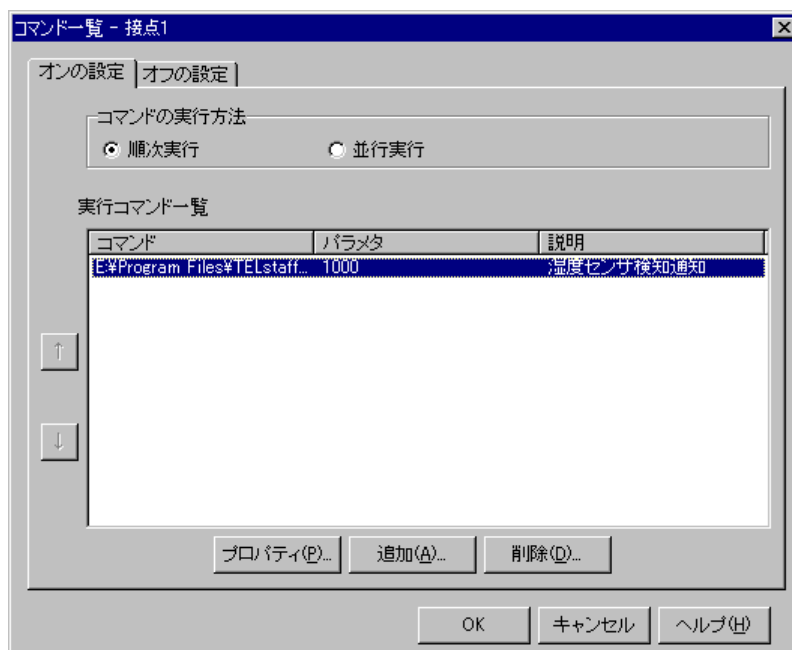 コマンド一覧 - 接点1
オンの設定 オフの設定
コマンドの実行方法
順次実行 並行実行
実行コマンド一覧
コマンド パラメタ 説明
E:¥Program Files¥TELstaff... 1000 湿度センサ検知通知
↑
↓
プロパティ(P)... 追加(A)... 削除(D)...
OK キャンセル ヘルプ(H)